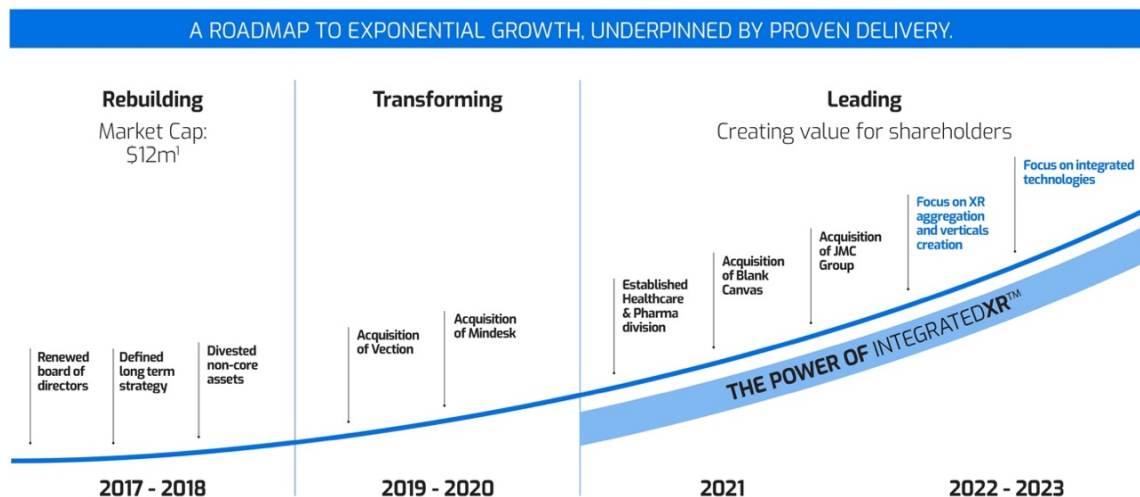 A ROADMAP TO EXPONENTIAL GROWTH, UNDERPINNED BY PROVEN DELIVERY.
Rebuilding
Market Cap:
$12m¹
Renewed
board of
directors
Defined
long term
strategy
Divested
non-core
assets
2017 - 2018
Transforming
Acquisition
of Vection
Acquisition
of Mindesk
2019 - 2020
Leading
Creating value for shareholders
Established
Healthcare
& Pharma
division
Acquisition
of Blank
Canvas
Acquisition
of JMC
Group
Focus on XR
aggregation
and verticals
creation
Focus on integrated
technologies
THE POWER OF INTEGRATEDXR™
2021
2022 - 2023